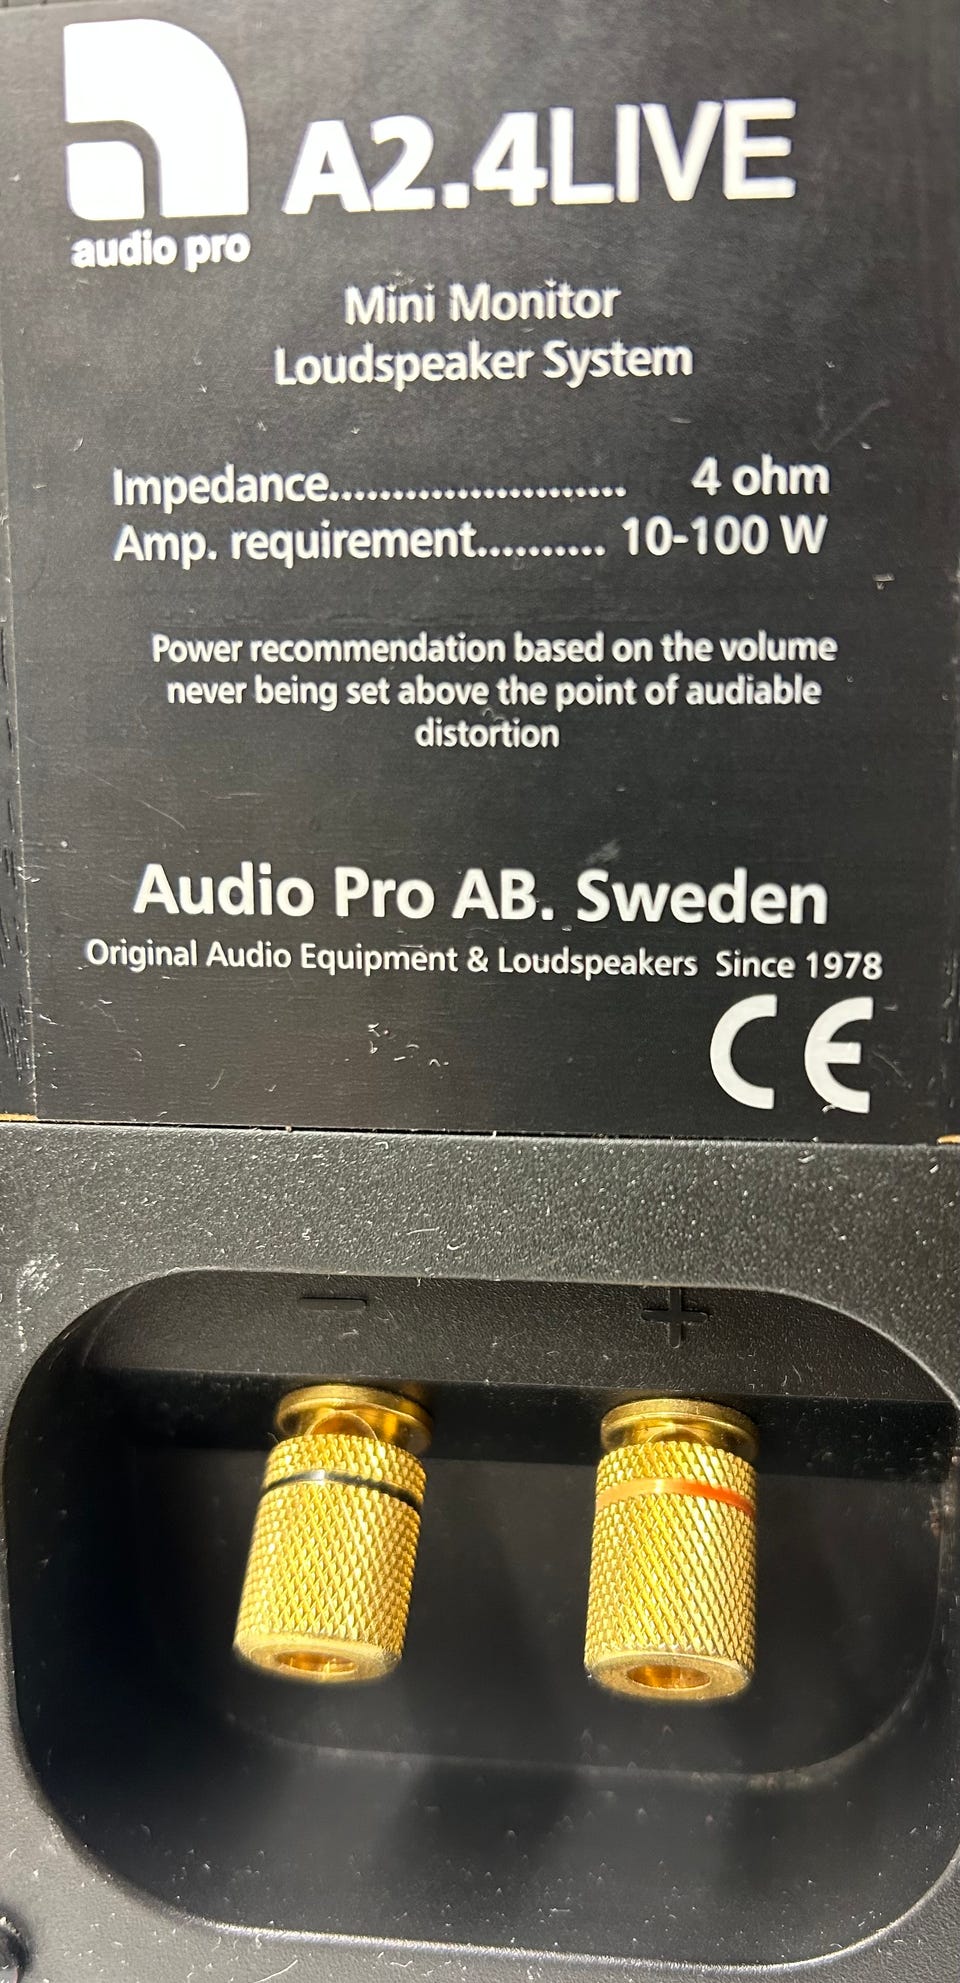 A2.4LIVE
audio pro
Mini Monitor
Loudspeaker System
Impedance....................... 4 ohm
Amp. requirement.......... 10-100 W
Power recommendation based on the volume
never being set above the point of audiable
distortion
Audio Pro AB. Sweden
Original Audio Equipment & Loudspeakers Since 1978
CE
- +